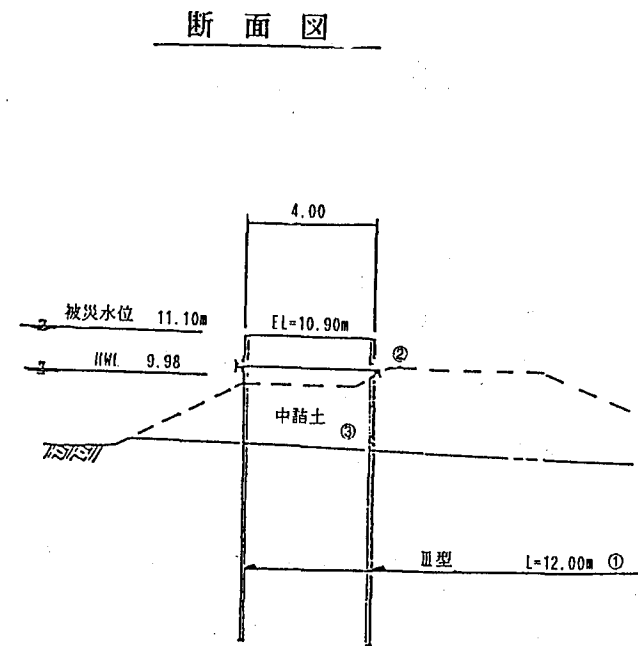 断面図
4.00
被災水位 11.10m
EL=10.90m
HWL 9.98
②
中詰土 ③
Ⅲ型 L=12.00m ①